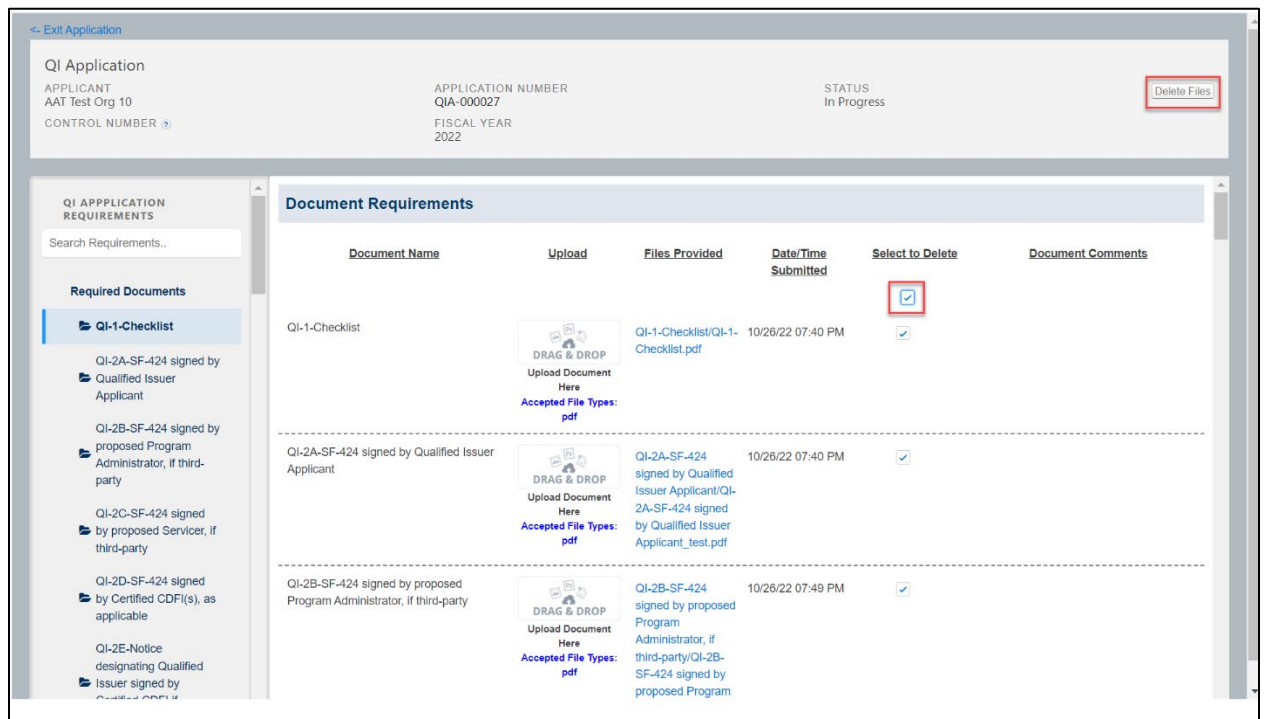 <- Exit Application
QI Application
APPLICANT
AAT Test Org 10
APPLICATION NUMBER
QIA-000027
STATUS
In Progress
Delete Files
CONTROL NUMBER ?
FISCAL YEAR
2022
QI APPPLICATION
REQUIREMENTS
Search Requirements..
Required Documents
QI-1-Checklist
QI-2A-SF-424 signed by
Qualified Issuer
Applicant
QI-2B-SF-424 signed by
proposed Program
Administrator, if third-
party
QI-2C-SF-424 signed
by proposed Servicer, if
third-party
QI-2D-SF-424 signed
by Certified CDFI(s), as
applicable
QI-2E-Notice
designating Qualified
Issuer signed by
Certified CDFI if
Document Requirements
Document Name
Upload
Files Provided
Date/Time
Submitted
Select to Delete
Document Comments
QI-1-Checklist
Ps
DRAG & DROP
Upload Document
Here
Accepted File Types:
pdf
QI-1-Checklist/QI-1-
Checklist.pdf
10/26/22 07:40 PM
QI-2A-SF-424 signed by Qualified Issuer
Applicant
Ps
DRAG & DROP
Upload Document
Here
Accepted File Types:
pdf
QI-2A-SF-424
signed by Qualified
Issuer Applicant/QI-
2A-SF-424 signed
by Qualified Issuer
Applicant_test.pdf
10/26/22 07:40 PM
QI-2B-SF-424 signed by proposed
Program Administrator, if third-party
Ps
DRAG & DROP
Upload Document
Here
Accepted File Types:
pdf
QI-2B-SF-424
signed by proposed
Program
Administrator, if
third-party/QI-2B-
SF-424 signed by
proposed Program
10/26/22 07:49 PM